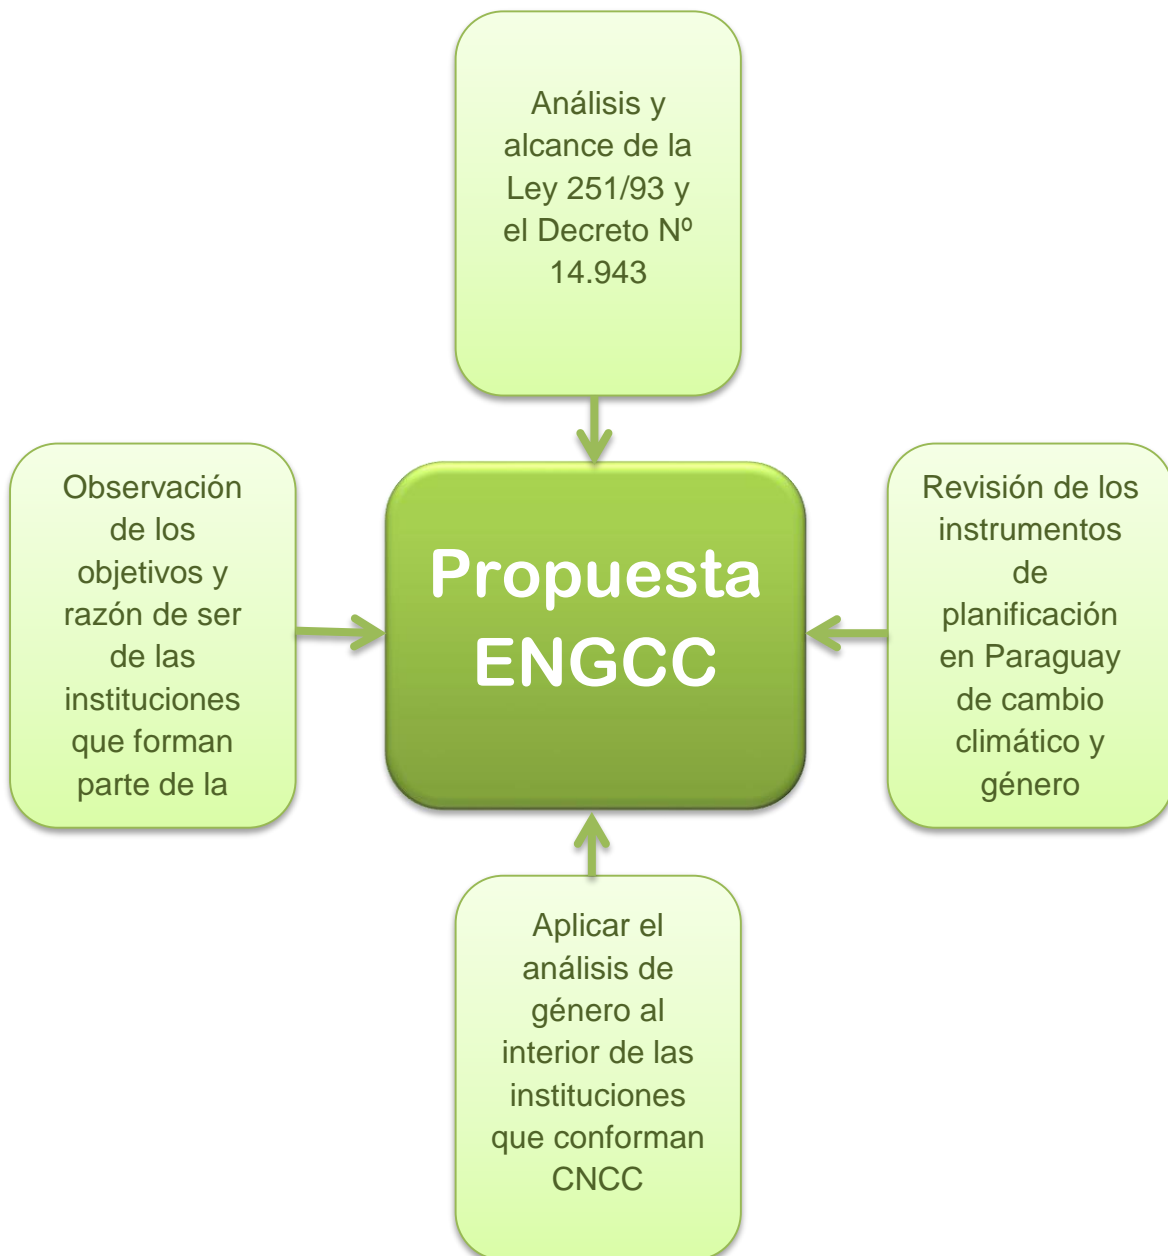 Análisis y
alcance de la
Ley 251/93 y
el Decreto Nº
14.943
Observación
de los
objetivos y
razón de ser
de las
instituciones
que forman
parte de la
Propuesta
ENGCC
Revisión de los
instrumentos
de
planificación
en Paraguay
de cambio
climático y
género
Aplicar el
análisis de
género al
interior de las
instituciones
que conforman
CNCC